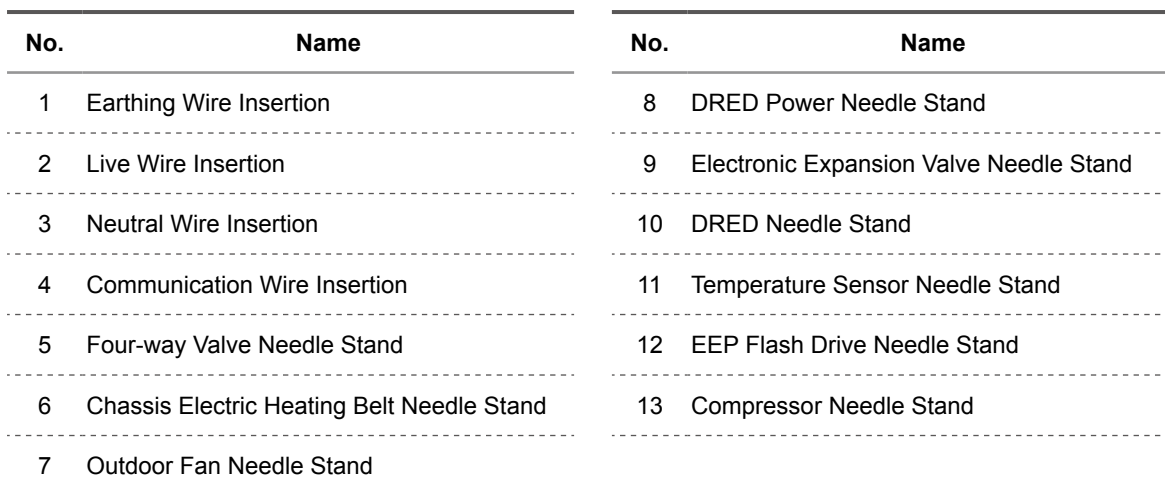 No. Name
1 Earthing Wire Insertion
2 Live Wire Insertion
3 Neutral Wire Insertion
4 Communication Wire Insertion
5 Four-way Valve Needle Stand
6 Chassis Electric Heating Belt Needle Stand
7 Outdoor Fan Needle Stand
No. Name
8 DRED Power Needle Stand
9 Electronic Expansion Valve Needle Stand
10 DRED Needle Stand
11 Temperature Sensor Needle Stand
12 EEP Flash Drive Needle Stand
13 Compressor Needle Stand